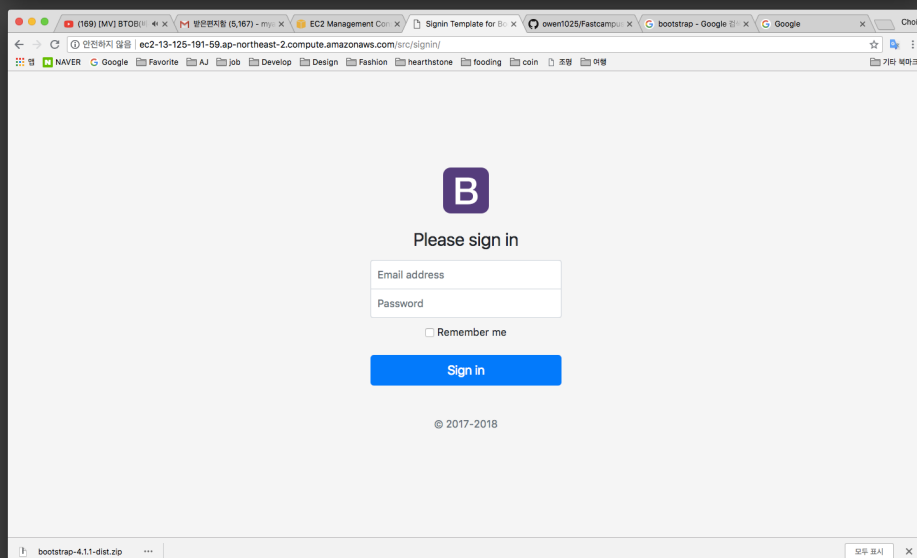 (169) [MV] BTOB(비 받은편지함 (5,167) - myc EC2 Management Con Signin Template for Bo owen1025/Fastcampu bootstrap - Google 검 Google Choi
안전하지 않음 ec2-13-125-191-59.ap-northeast-2.compute.amazonaws.com/src/signin/
앱 NAVER Google Favorite AJ job Develop Design Fashion hearthstone fooding coin 조명 여행 기타 북마크
B
Please sign in
Email address
Password
Remember me
Sign in
© 2017-2018
bootstrap-4.1.1-dist.zip 모두 표시